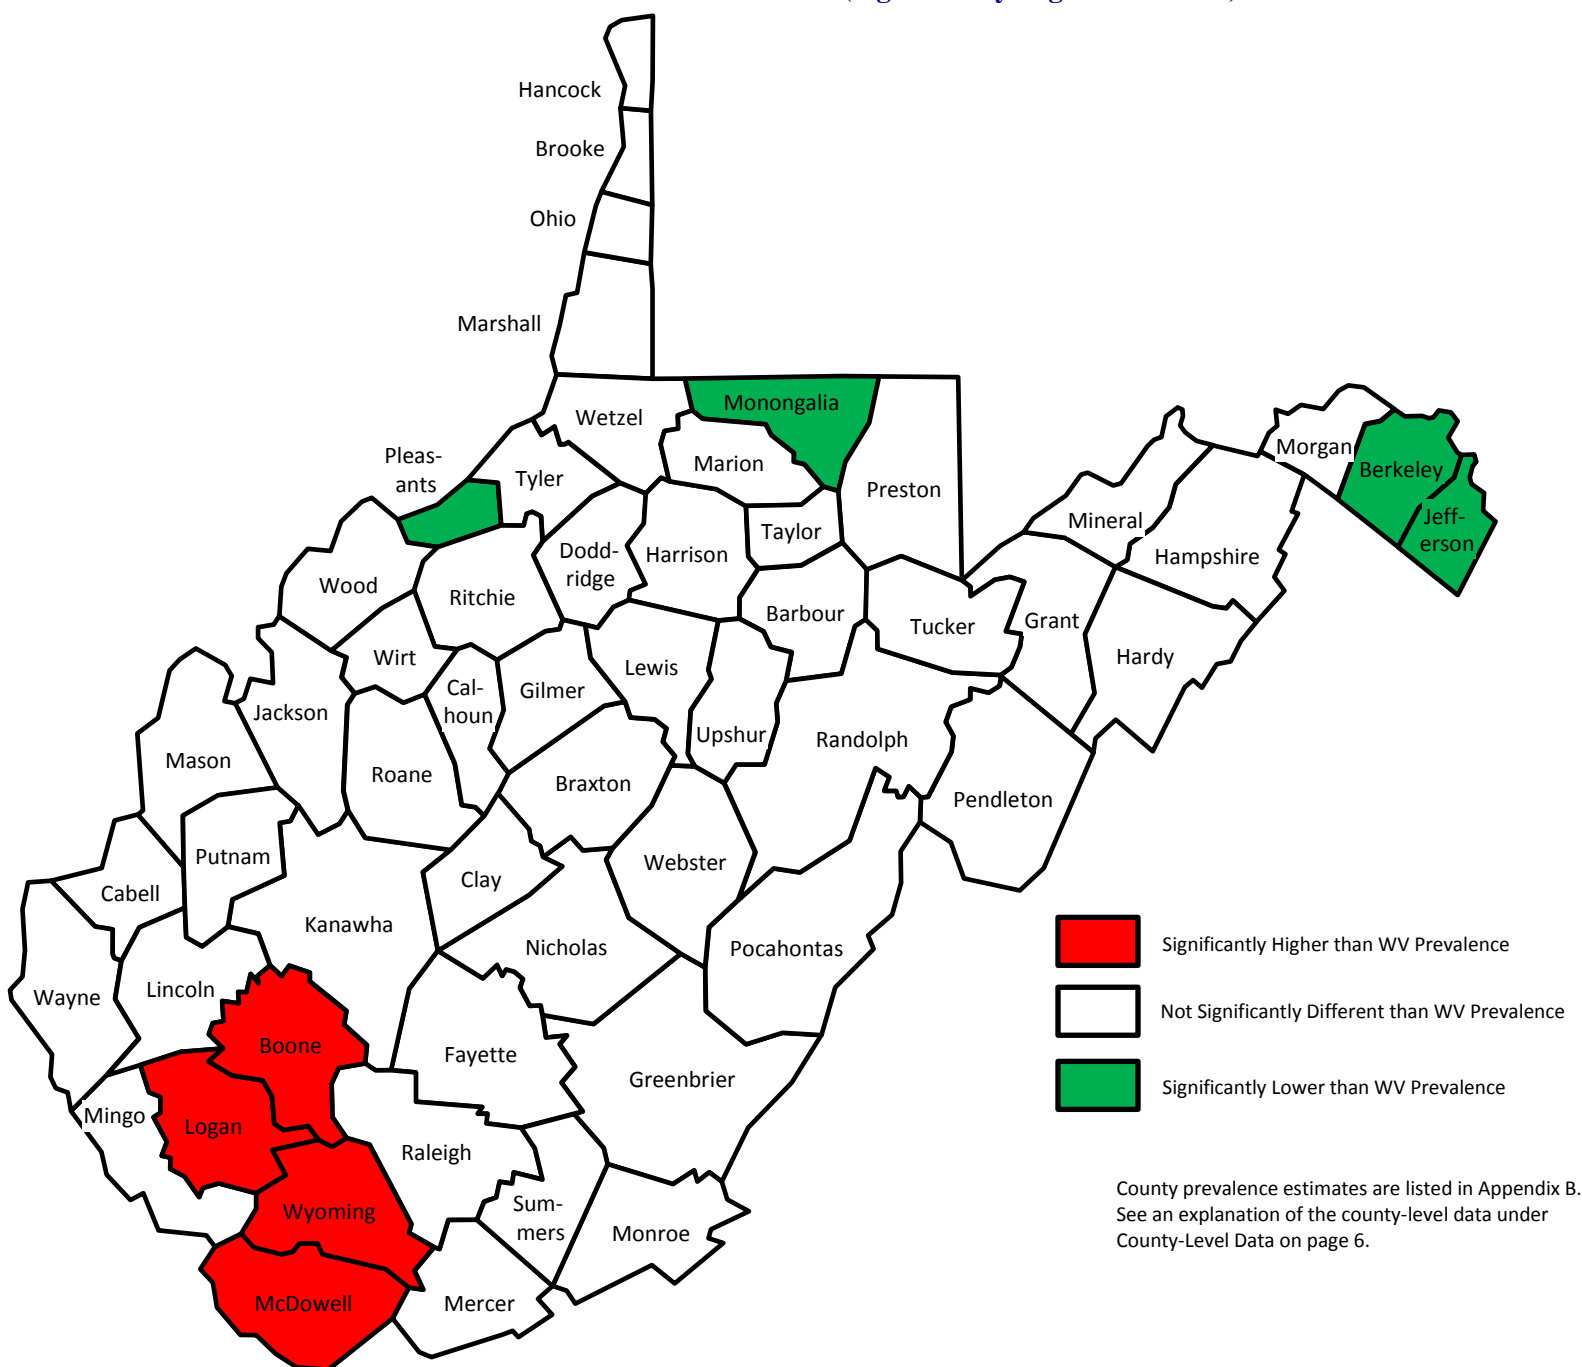 Hancock
Brooke
Ohio
Marshall
Wetzel
Monongalia
Marion
Pleas-
ants
Tyler
Preston
Morgan
Berkeley
Jeff-
erson
Mineral
Hampshire
Taylor
Harrison
Dodd-
ridge
Wood
Ritchie
Barbour
Tucker
Grant
Hardy
Wirt
Lewis
Cal-
houn
Gilmer
Jackson
Upshur
Randolph
Mason
Roane
Braxton
Pendleton
Putnam
Cabell
Clay
Webster
Kanawha
Nicholas
Pocahontas
Wayne
Lincoln
Boone
Fayette
Greenbrier
Mingo
Logan
Raleigh
Wyoming
Sum-
mers
Monroe
McDowell
Mercer
Significantly Higher than WV Prevalence
Not Significantly Different than WV Prevalence
Significantly Lower than WV Prevalence
County prevalence estimates are listed in Appendix B.
See an explanation of the county-level data under
County-Level Data on page 6.